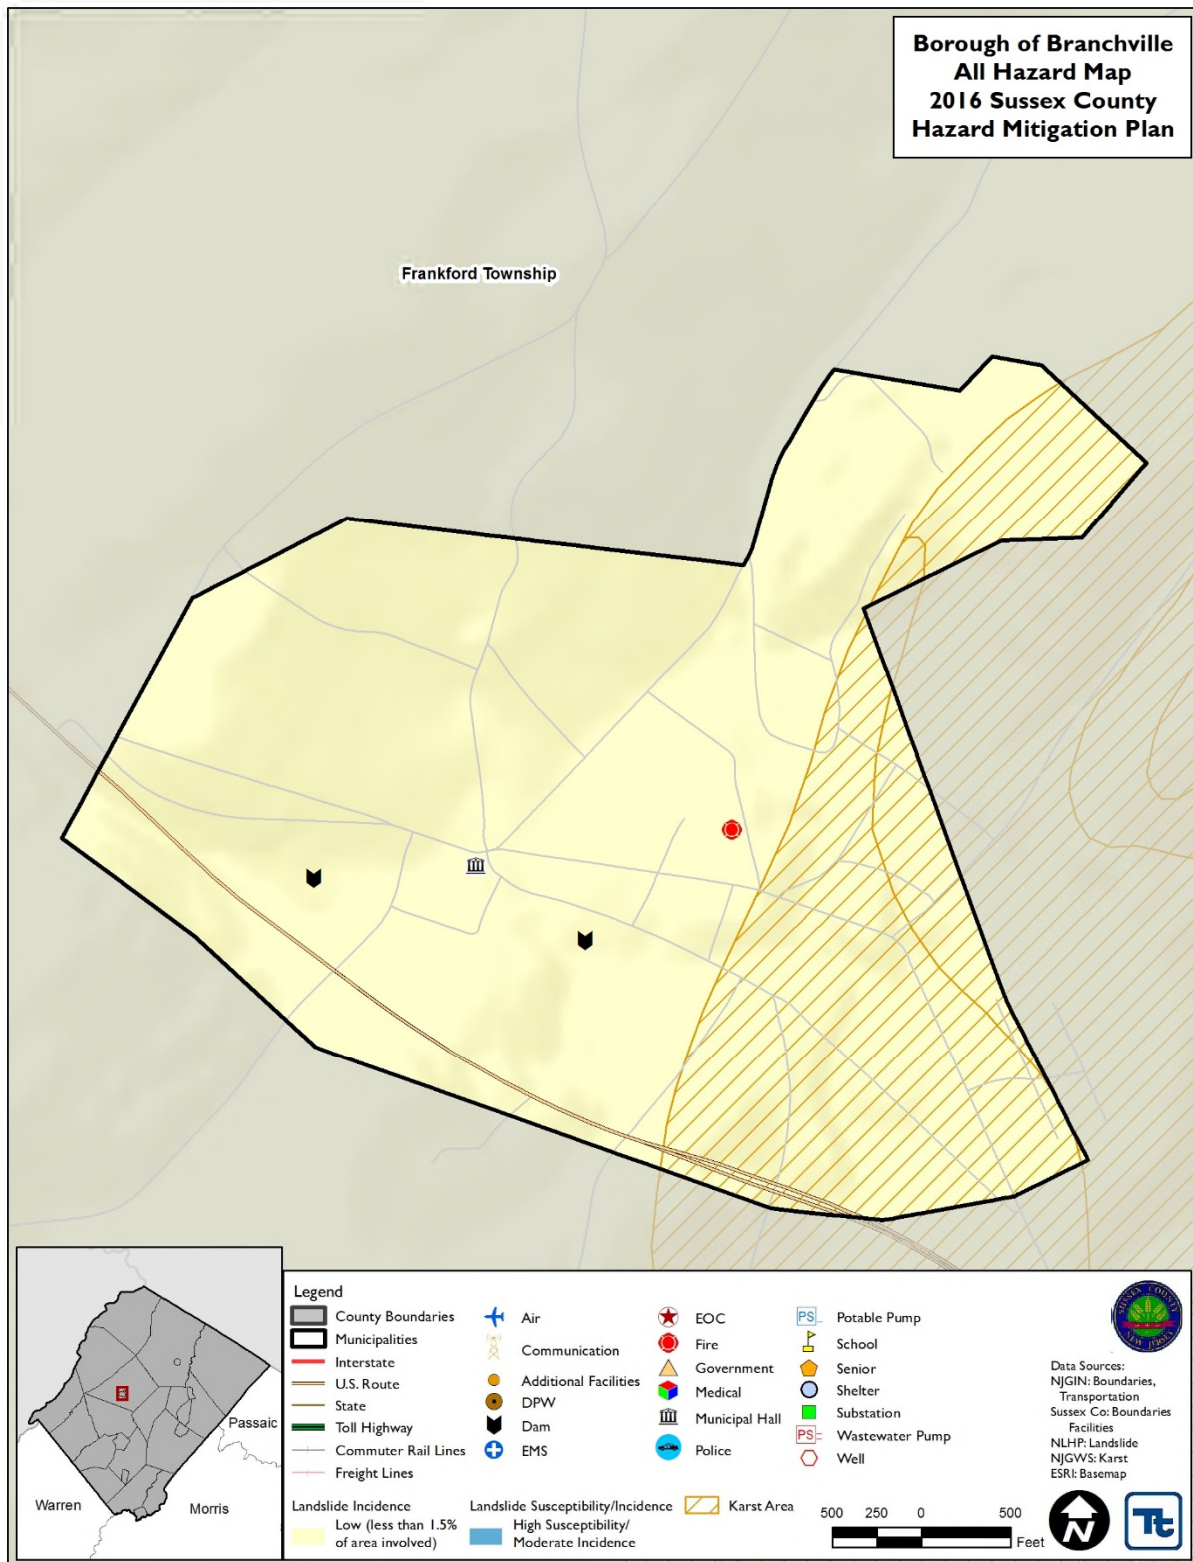 Borough of Branchville
All Hazard Map
2016 Sussex County
Hazard Mitigation Plan
Frankford Township
Passaic
Warren
Morris
Legend
County Boundaries
Municipalities
Interstate
U.S. Route
State
Toll Highway
Commuter Rail Lines
Freight Lines
Air
Communication
Additional Facilities
DPW
Dam
EMS
EOC
Fire
Government
Medical
Municipal Hall
Police
PS Potable Pump
School
Senior
Shelter
Substation
PS Wastewater Pump
Well
Landslide Incidence
Low (less than 1.5%
of area involved)
Landslide Susceptibility/Incidence
High Susceptibility/
Moderate Incidence
Karst Area
500 250 0 500
Feet
SUSSEX COUNTY
NEW JERSEY
Data Sources:
NJGIN: Boundaries,
Transportation
Sussex Co: Boundaries
Facilities
NLHP: Landslide
NJGWS: Karst
ESRI: Basemap
N
Tt